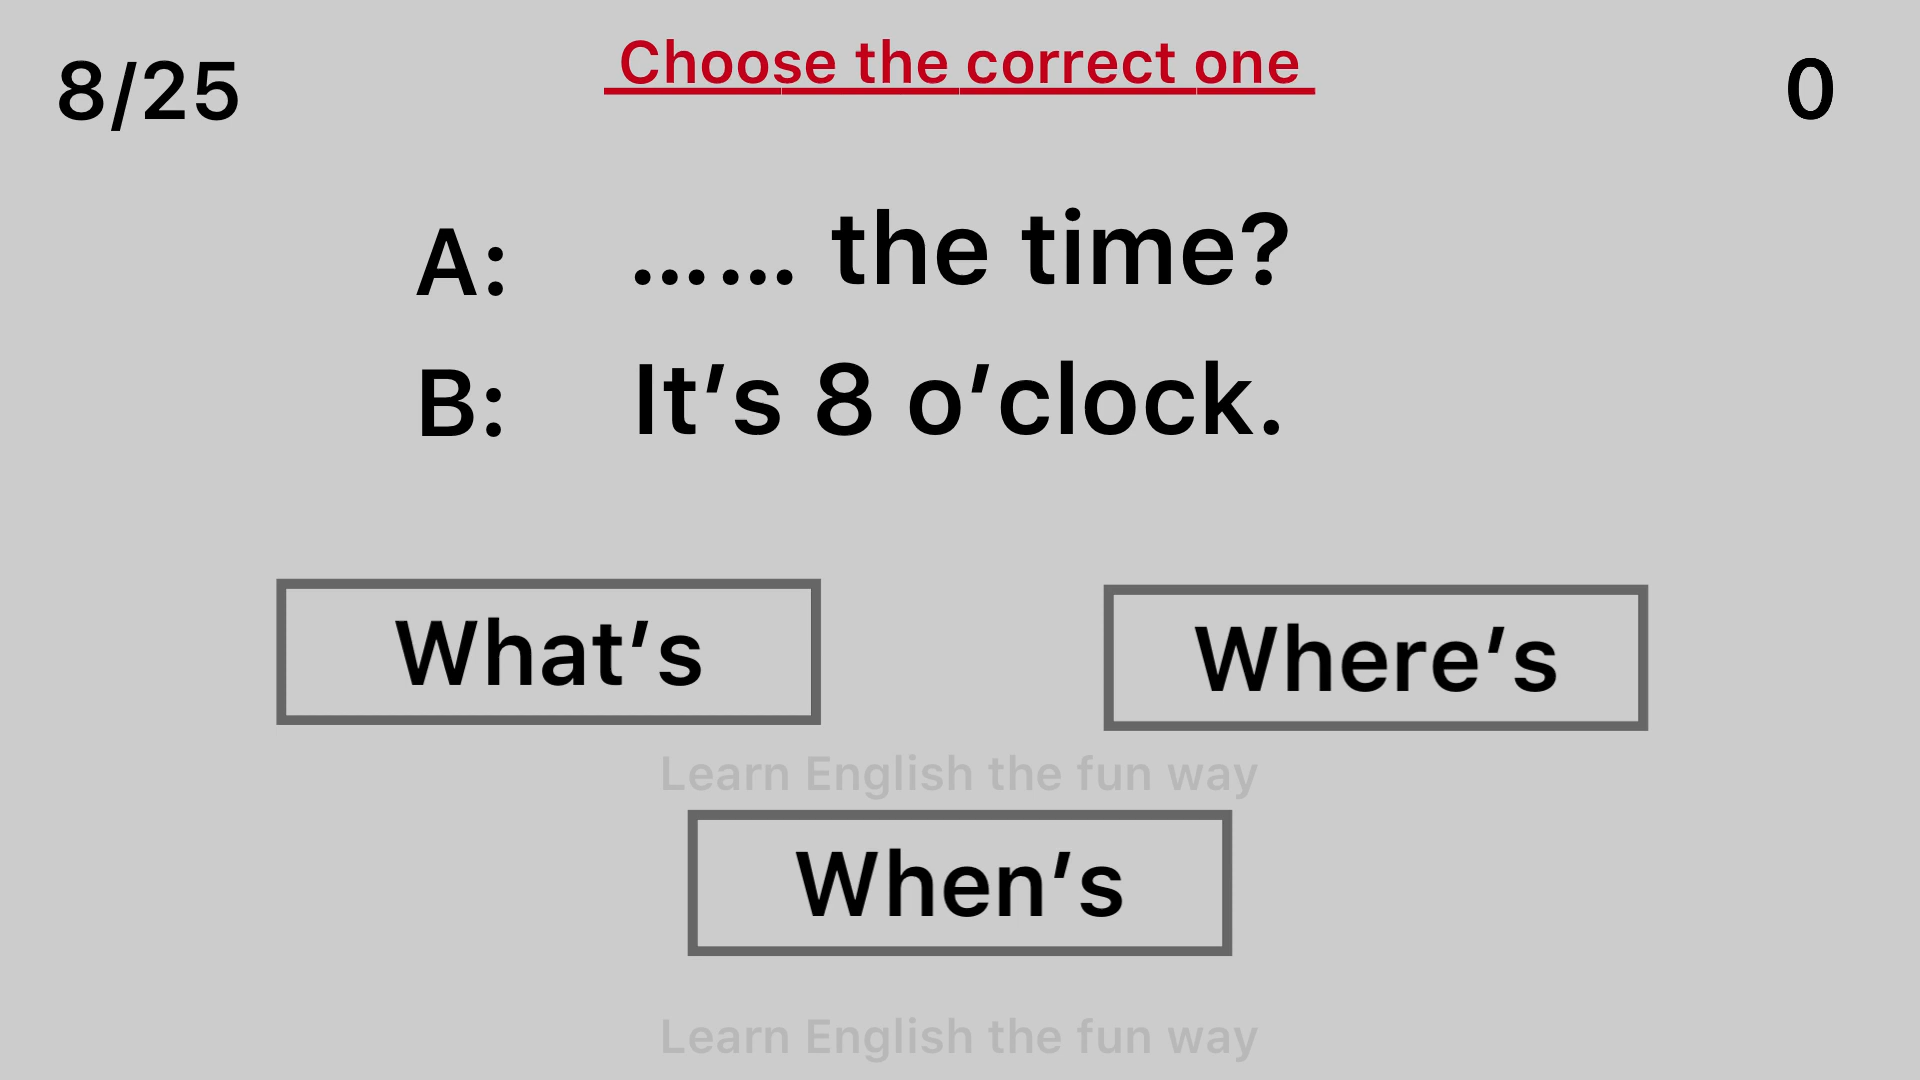 8/25
Choose the correct one
0
A: …… the time?
B: It’s 8 o’clock.
What’s
Where’s
Learn English the fun way
When’s
Learn English the fun way